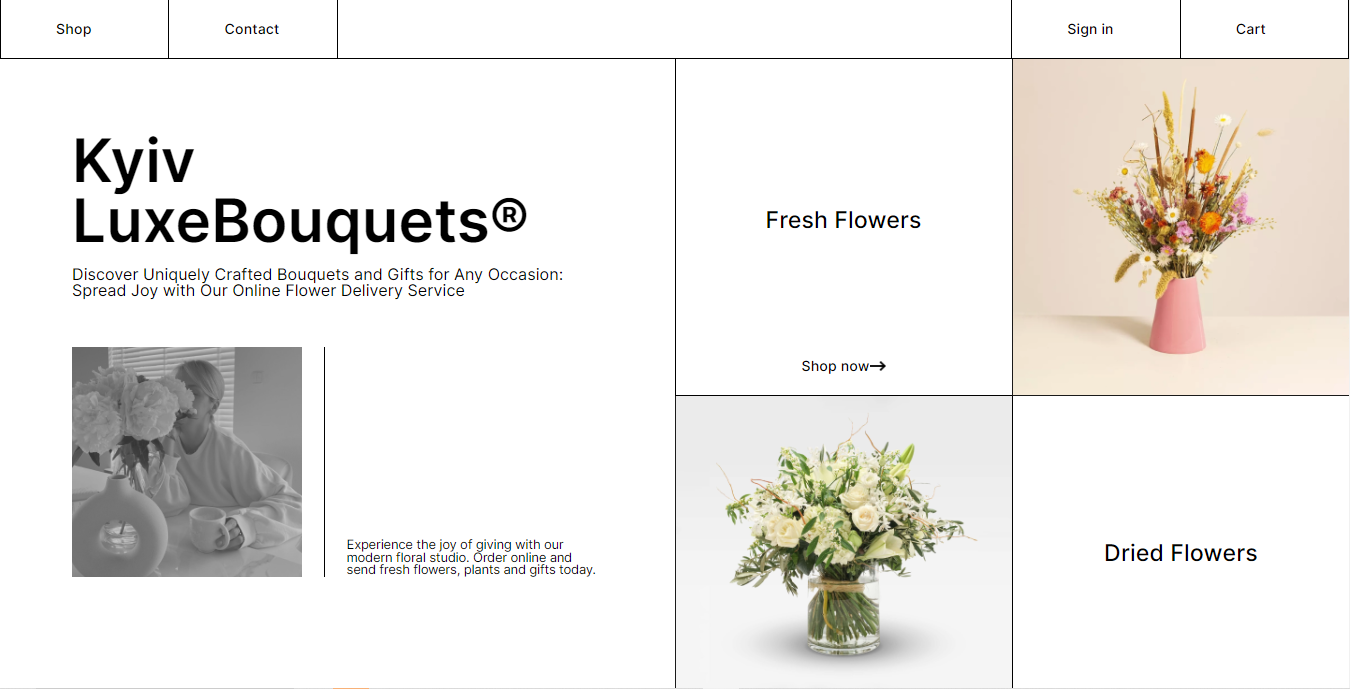 Shop
Contact
Sign in
Cart
Kyiv
LuxeBouquets®
Discover Uniquely Crafted Bouquets and Gifts for Any Occasion:
Spread Joy with Our Online Flower Delivery Service
Experience the joy of giving with our
modern floral studio. Order online and
send fresh flowers, plants and gifts today.
Fresh Flowers
Shop now→
Dried Flowers